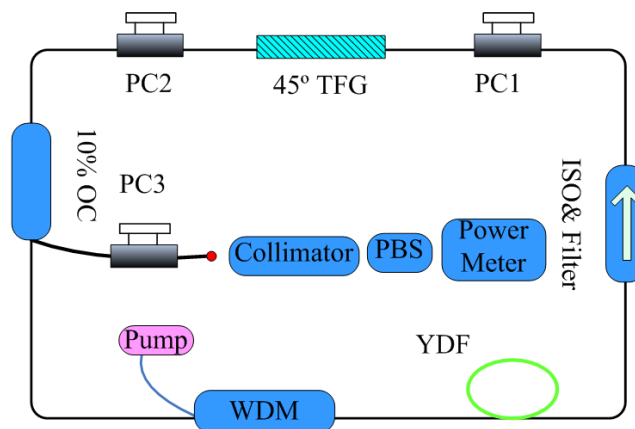 PC2
45º TFG
PC1
10% OC
PC3
ISO& Filter
Collimator
PBS
Power
Meter
Pump
YDF
WDM